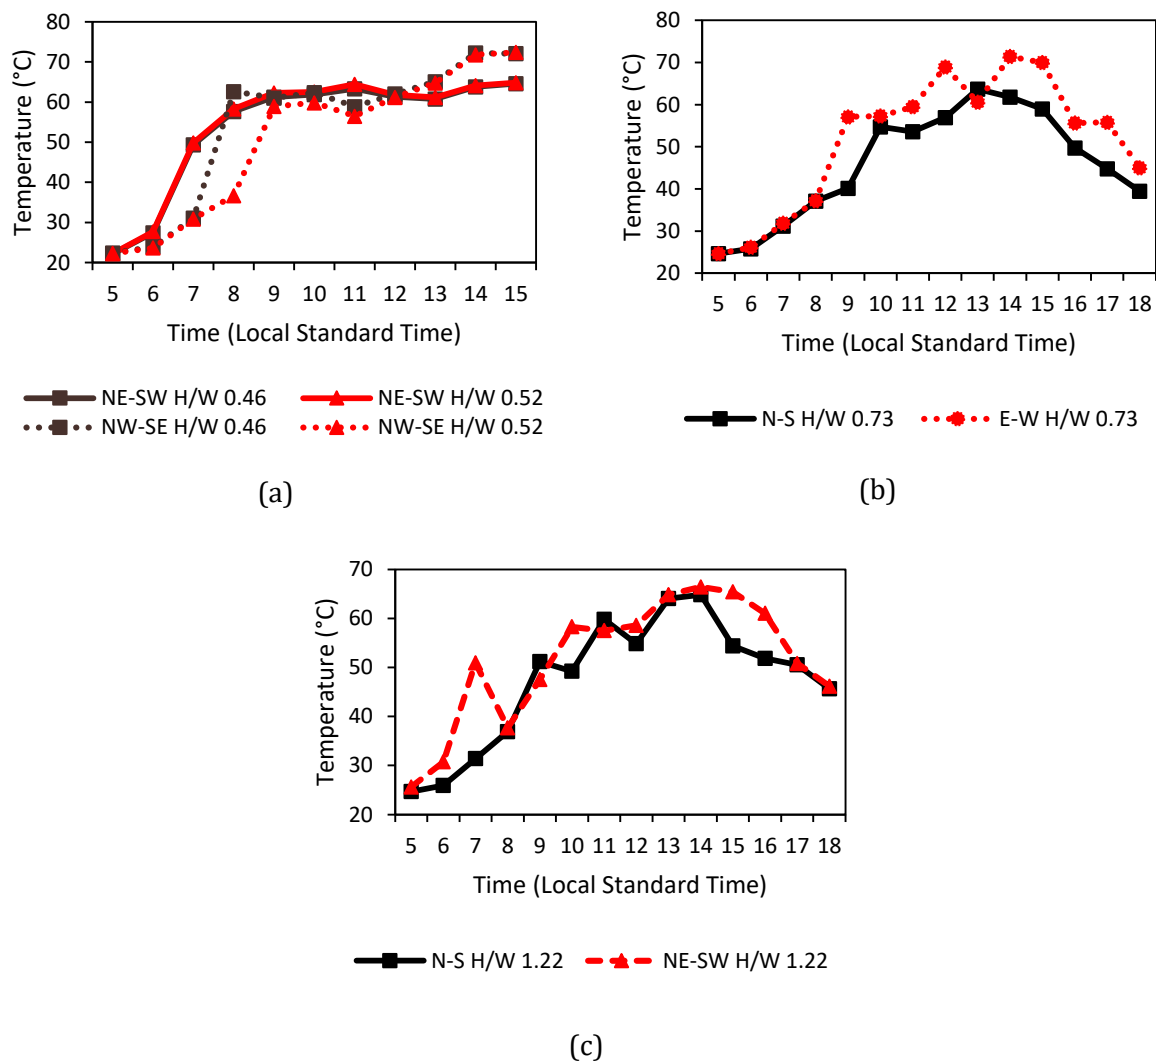 80
70
60
50
40
30
20
Temperature (°C)
5 6 7 8 9 10 11 12 13 14 15
Time (Local Standard Time)
NE-SW H/W 0.46 NE-SW H/W 0.52
NW-SE H/W 0.46 NW-SE H/W 0.52
(a)
80
70
60
50
40
30
20
Temperature (°C)
5 6 7 8 9 10 11 12 13 14 15 16 17 18
Time (Local Standard Time)
N-S H/W 0.73 E-W H/W 0.73
(b)
70
60
50
40
30
20
Temperature (°C)
5 6 7 8 9 10 11 12 13 14 15 16 17 18
Time (Local Standard Time)
N-S H/W 1.22 NE-SW H/W 1.22
(c)